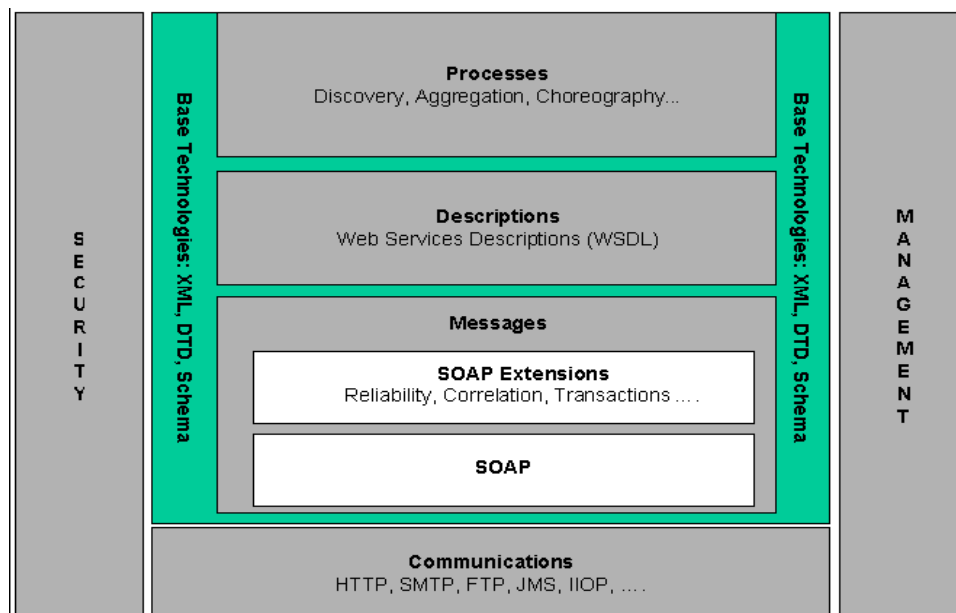 SECURITY
Base Technologies: XML, DTD, Schema
Processes
Discovery, Aggregation, Choreography...
Descriptions
Web Services Descriptions (WSDL)
Messages
SOAP Extensions
Reliability, Correlation, Transactions ....
SOAP
Base Technologies: XML, DTD, Schema
MANAGEMENT
Communications
HTTP, SMTP, FTP, JMS, IIOP, ....